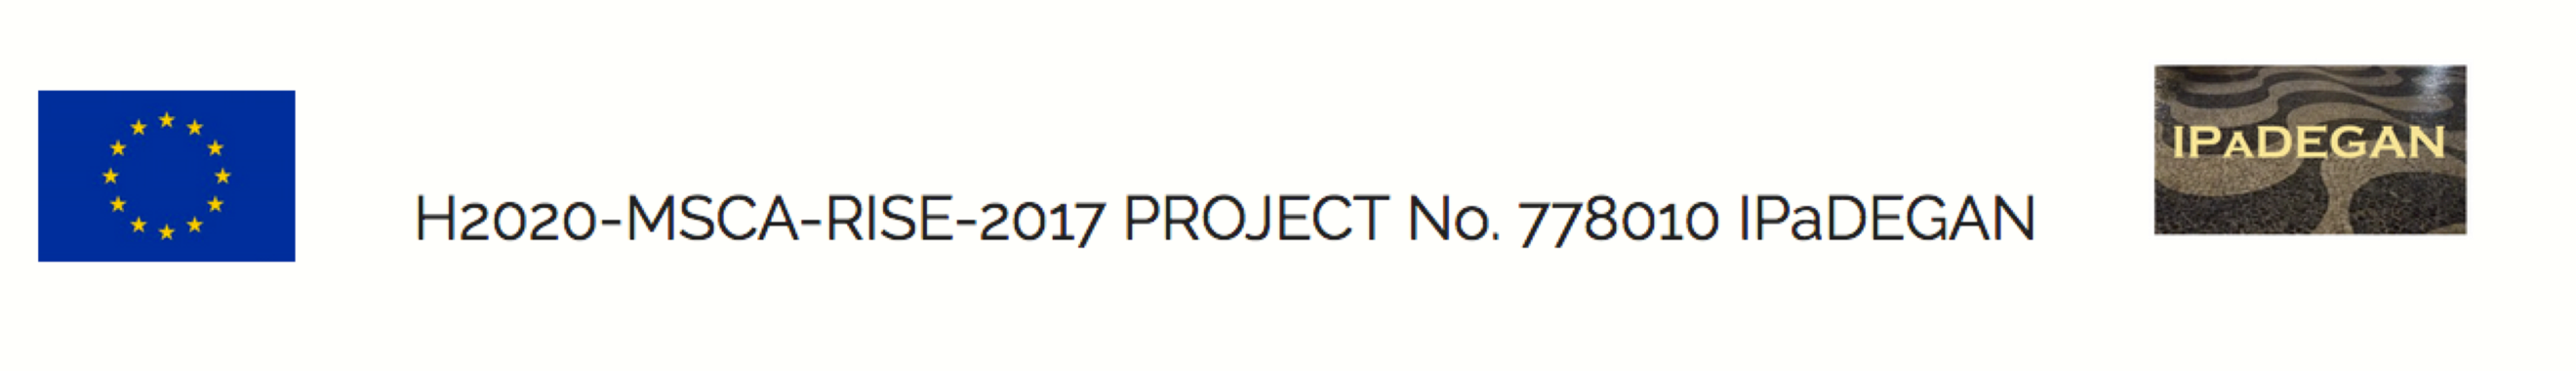 H2020-MSCA-RISE-2017 PROJECT No. 778010 IPaDEGAN
IPADEGAN